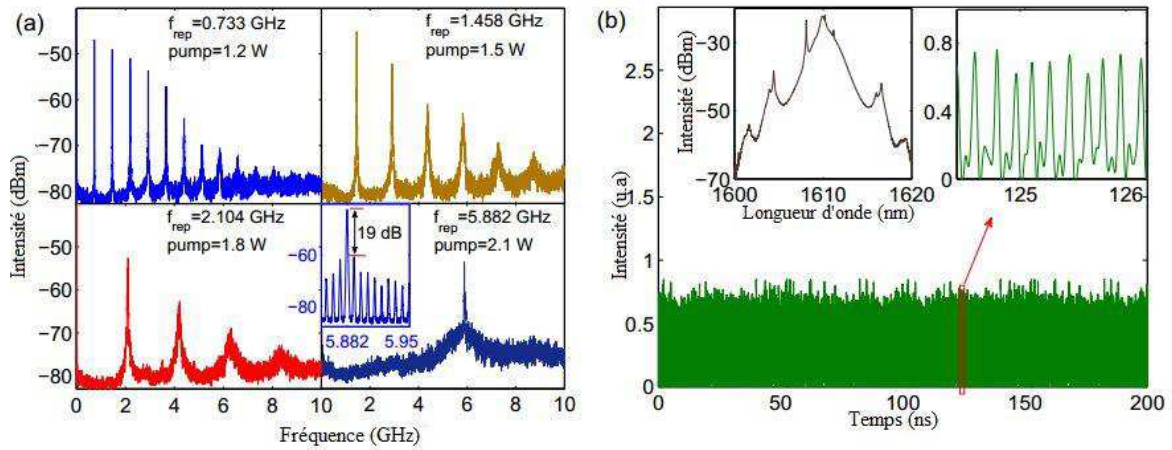 (a)
f_rep=0.733 GHz
pump=1.2 W
f_rep=1.458 GHz
pump=1.5 W
−50
−60
−70
−80
f_rep=2.104 GHz
pump=1.8 W
f_rep=5.882 GHz
pump=2.1 W
19 dB
−60
−80
5.882 5.95
−50
−60
−70
−80
Intensité (dBm)
0 2 4 6 8 10 2 4 6 8 10
Fréquence (GHz)
(b)
2.5
2
1.5
1
0.5
0
Intensité (u.a)
0 50 100 150 200
Temps (ns)
−30
−50
−70
Intensité (dBm)
1600 1610 1620
Longueur d'onde (nm)
0.8
0.4
0
125 126